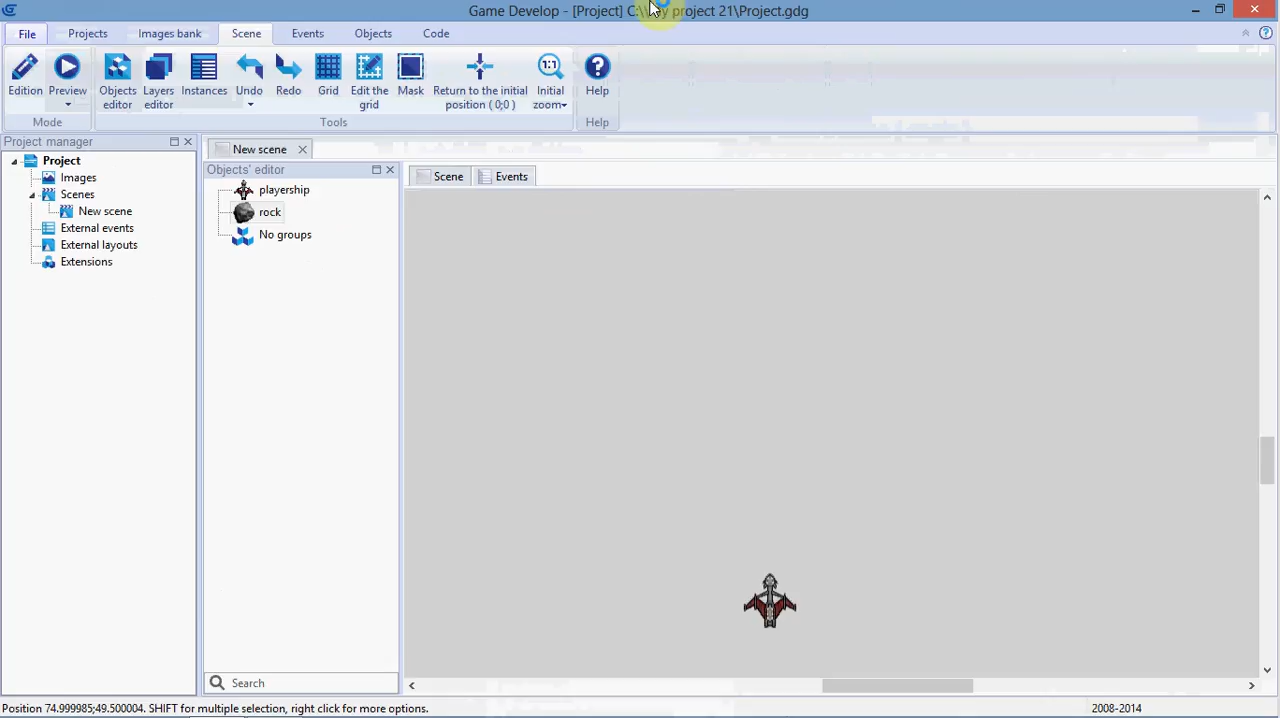 Game Develop - [Project] C:\ project 21\Project.gdg
File Projects Images bank Scene Events Objects Code
Edition Preview Objects editor Layers editor Instances Undo Redo Grid Edit the grid Mask Return to the initial position ( 0;0 ) 1:1 Initial zoom Help
Mode Tools Help
Project manager
Project
Images
Scenes
New scene
External events
External layouts
Extensions
New scene
Objects' editor
playership
rock
No groups
Search
Scene Events
Position 74.999985;49.500004. SHIFT for multiple selection, right click for more options.
2008-2014